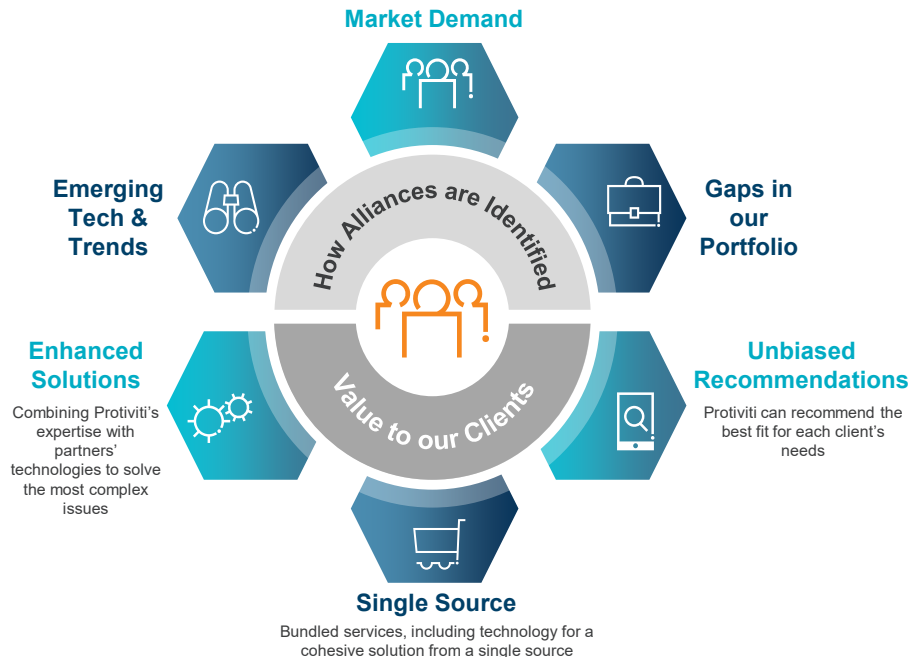 Market Demand
Emerging
Tech &
Trends
How Alliances are Identified
Gaps in
our
Portfolio
Enhanced
Solutions
Combining Protiviti’s
expertise with
partners’
technologies to solve
the most complex
issues
Value to our Clients
Unbiased
Recommendations
Protiviti can recommend the
best fit for each client’s
needs
Single Source
Bundled services, including technology for a
cohesive solution from a single source